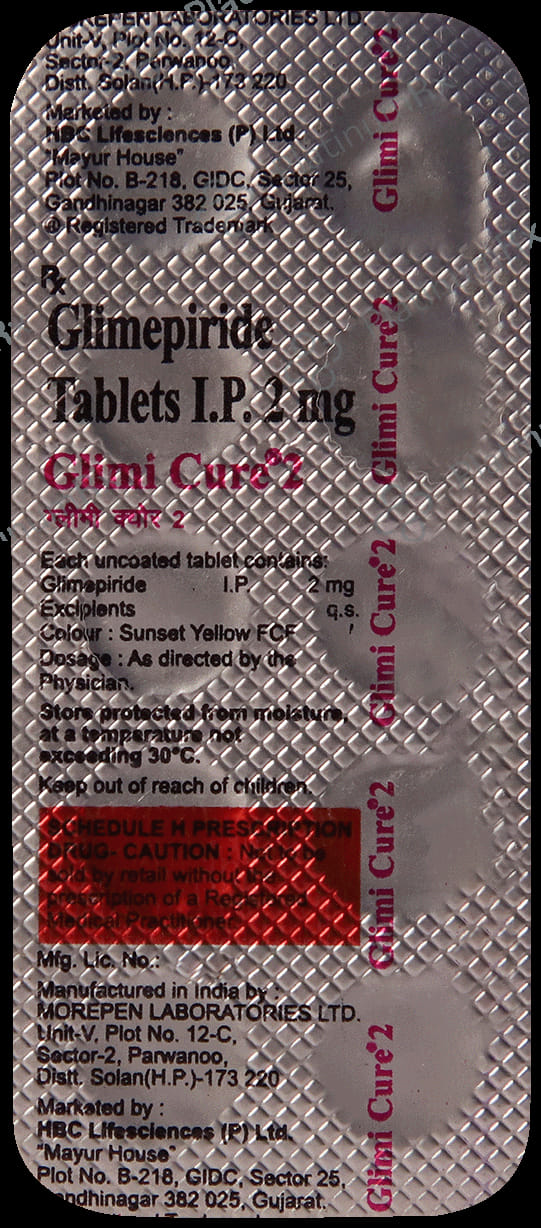 MOREPEN LABORATORIES LTD.
Unit-V, Plot No. 12-C,
Sector-2, Parwanoo,
Distt. Solan(H.P.)-173 220
Marketed by :
HBC Lifesciences (P) Ltd.
"Mayur House"
Plot No. B-218, GIDC, Sector 25,
Gandhinagar 382 025, Gujarat.
® Registered Trademark
Rx
Glimepiride
Tablets I.P. 2 mg
Glimi Cure®2
ग्लीमी क्योर 2
Each uncoated tablet contains:
Glimepiride I.P. 2 mg
Excipients q.s.
Colour : Sunset Yellow FCF
Dosage : As directed by the
Physician.
Store protected from moisture,
at a temperature not
exceeding 30°C.
Keep out of reach of children.
SCHEDULE H PRESCRIPTION
DRUG- CAUTION : Not to be
sold by retail without the
prescription of a Registered
Medical Practitioner.
Mfg. Lic. No.:
Manufactured in India by :
MOREPEN LABORATORIES LTD.
Unit-V, Plot No. 12-C,
Sector-2, Parwanoo,
Distt. Solan(H.P.)-173 220
Marketed by :
HBC Lifesciences (P) Ltd.
"Mayur House"
Plot No. B-218, GIDC, Sector 25,
Gandhinagar 382 025, Gujarat.
Glimi Cure®2
Glimi Cure®2
Glimi Cure®2
Glimi Cure®2
Glimi Cure®2